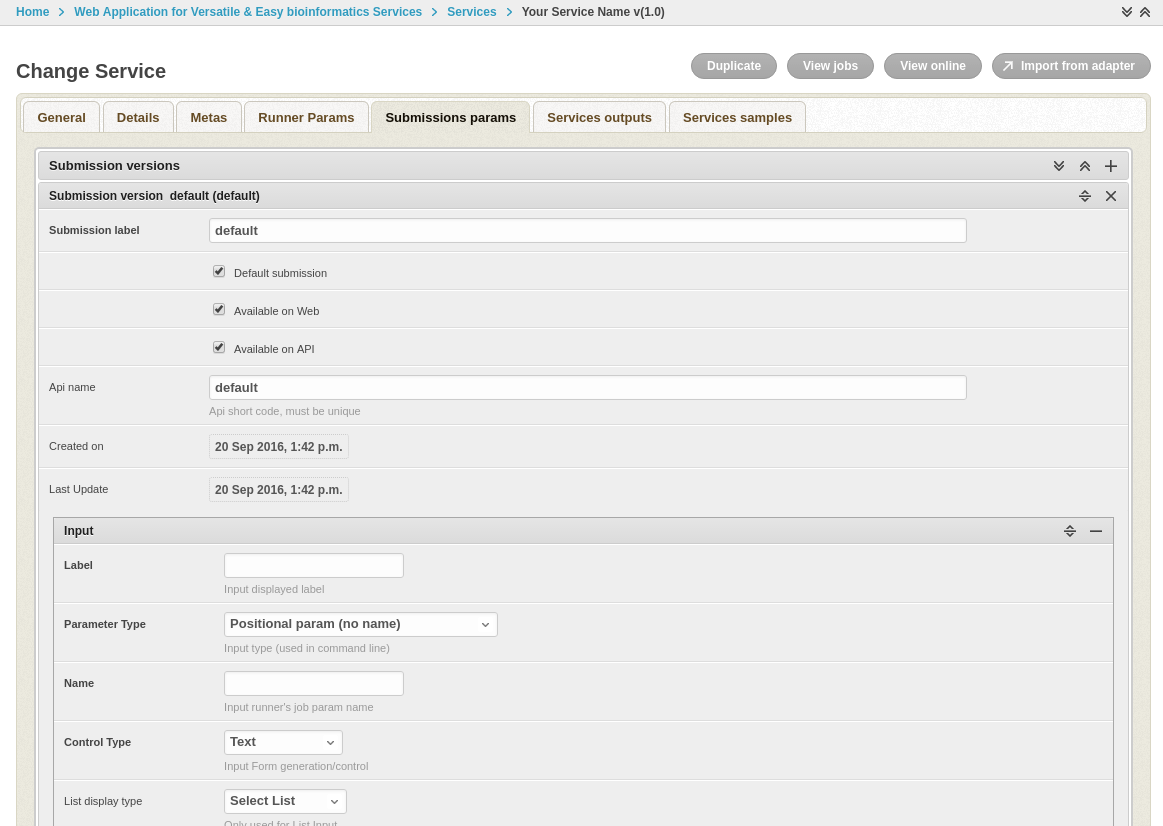 Home > Web Application for Versatile & Easy bioinformatics Services > Services > Your Service Name v(1.0)
Change Service
Duplicate View jobs View online Import from adapter
General Details Metas Runner Params Submissions params Services outputs Services samples
Submission versions
Submission version default (default)
Submission label default
Default submission
Available on Web
Available on API
Api name default
Api short code, must be unique
Created on 20 Sep 2016, 1:42 p.m.
Last Update 20 Sep 2016, 1:42 p.m.
Input
Label
Input displayed label
Parameter Type Positional param (no name)
Input type (used in command line)
Name
Input runner's job param name
Control Type Text
Input Form generation/control
List display type Select List
Only used for List Input